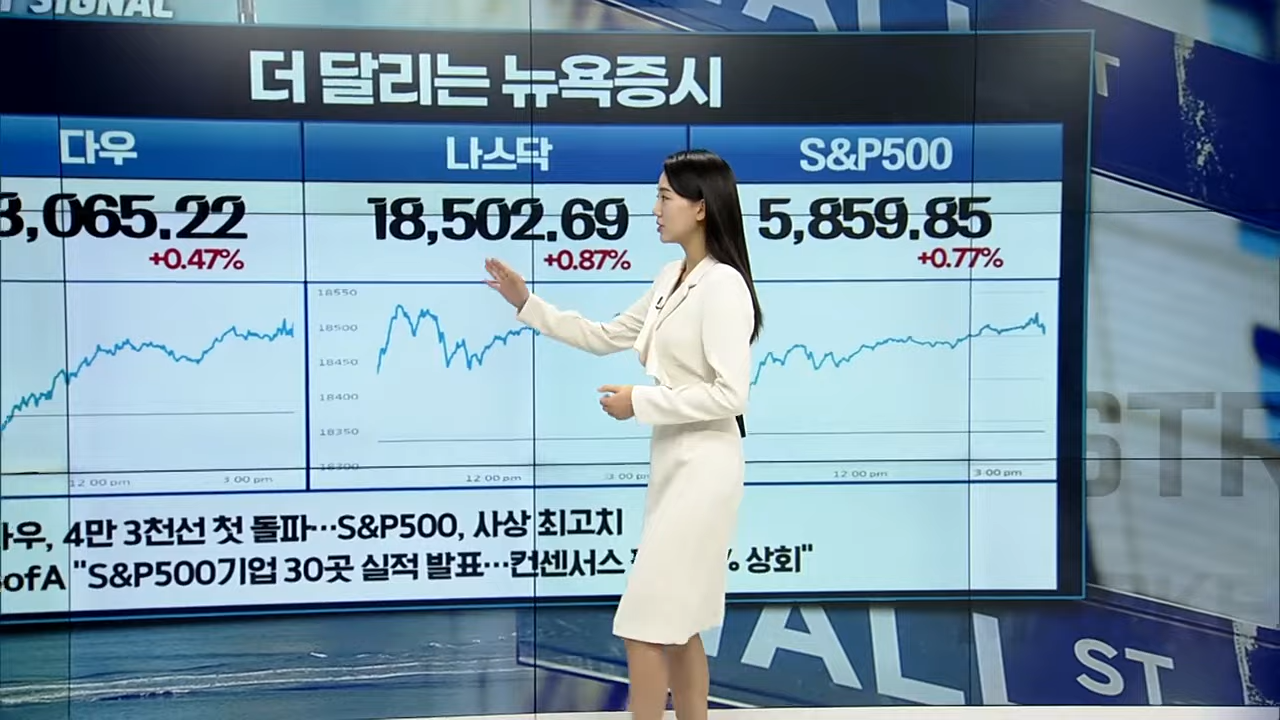 SIGNAL
WALL ST
더 달리는 뉴욕증시
다우 나스닥 S&P500
3,065.22 18,502.69 5,859.85
+0.47% +0.87% +0.77%
18550
18500
18450
18400
18350
18300
12:00 pm 3:00 pm 12:00 pm 3:00 pm 12:00 pm 3:00 pm
다우, 4만 3천선 첫 돌파…S&P500, 사상 최고치
ofA "S&P500기업 30곳 실적 발표…컨센서스 % 상회"
STR
WALL ST